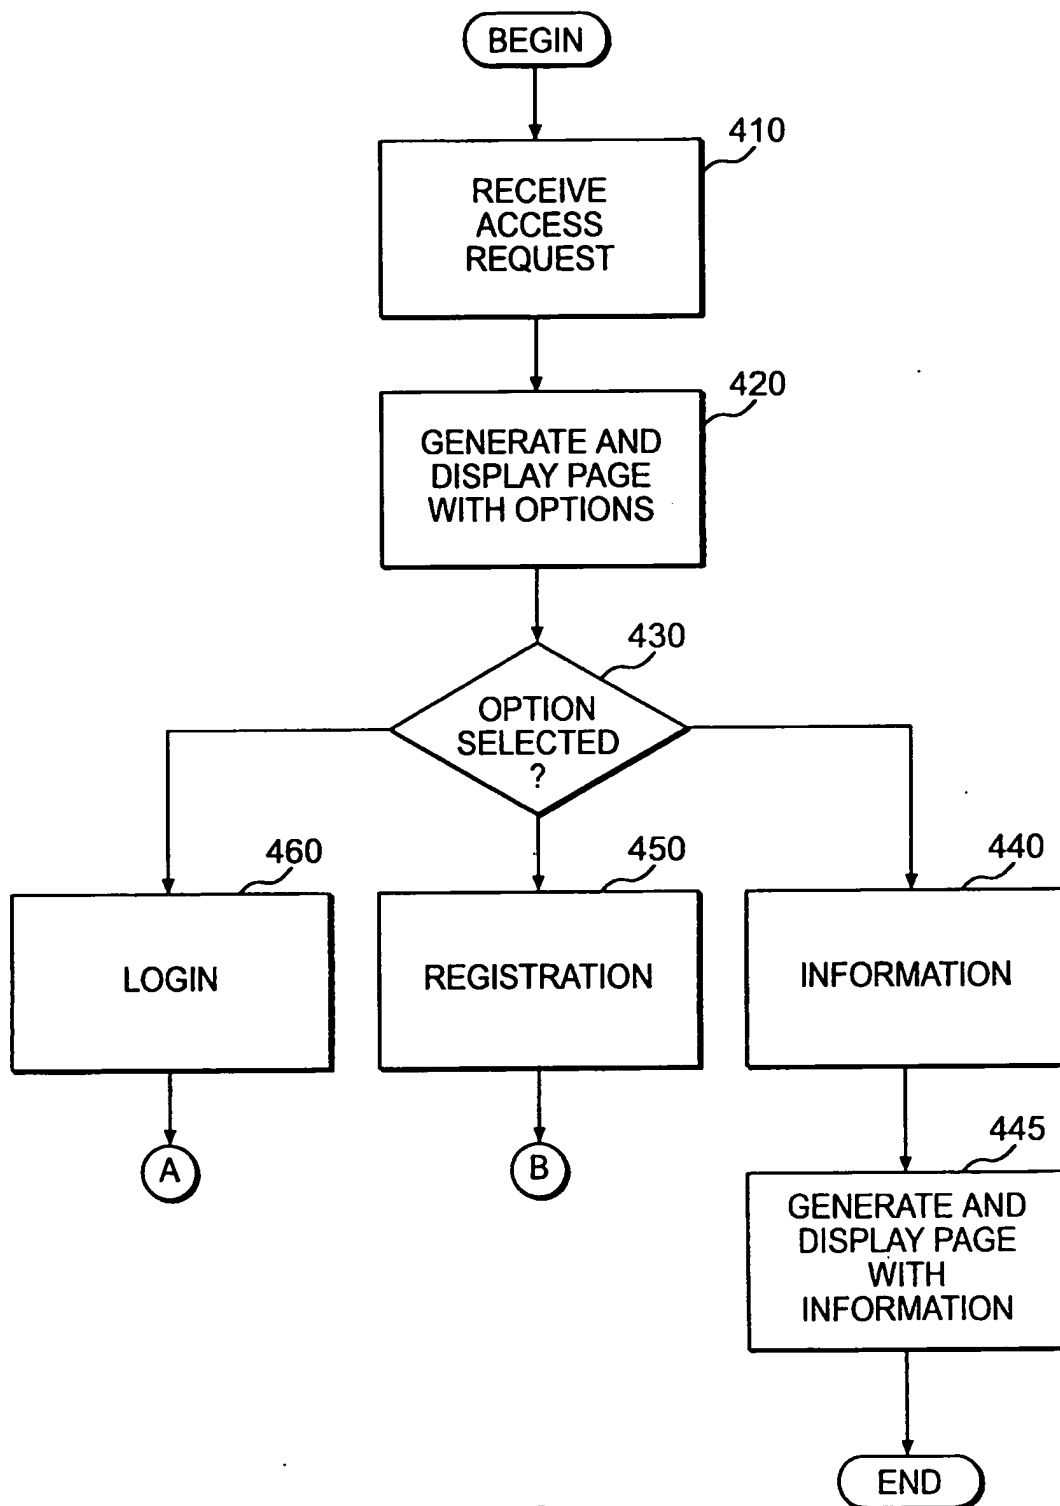 BEGIN
410
RECEIVE
ACCESS
REQUEST
420
GENERATE AND
DISPLAY PAGE
WITH OPTIONS
430
OPTION
SELECTED
?
460
450
440
LOGIN
REGISTRATION
INFORMATION
A
B
445
GENERATE AND
DISPLAY PAGE
WITH
INFORMATION
END